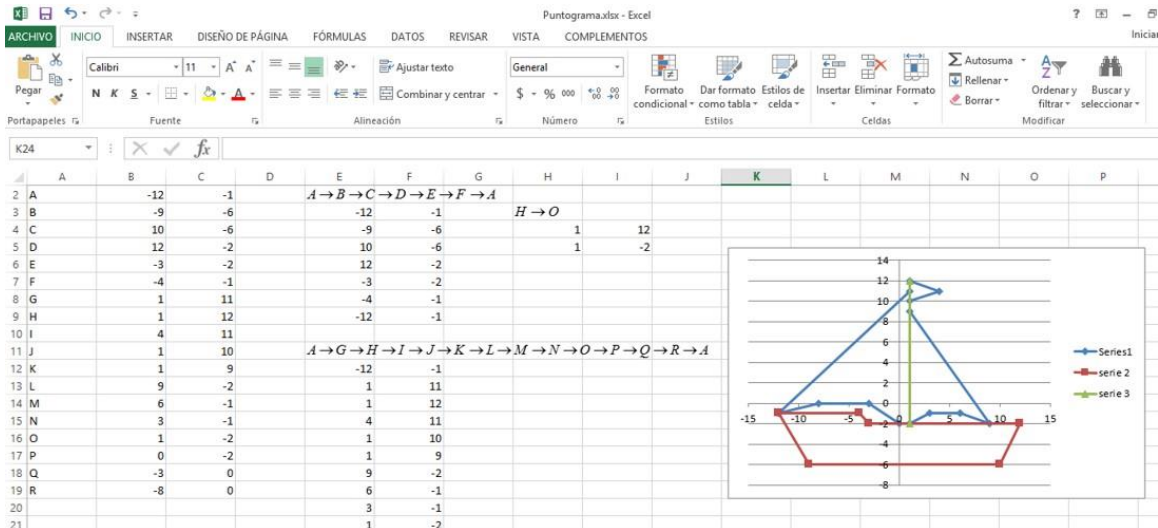 Puntograma.xlsx - Excel
ARCHIVO INICIO INSERTAR DISEÑO DE PÁGINA FÓRMULAS DATOS REVISAR VISTA COMPLEMENTOS Iniciar
Pegar
Calibri 11 A A
N K S A
Ajustar texto
Combinar y centrar
General
$ % 000
Formato condicional
Dar formato como tabla
Estilos de celda
Insertar Eliminar Formato
Autosuma
Rellenar
Borrar
Ordenar y filtrar
Buscar y seleccionar
Portapapeles Fuente Alineación Número Estilos Celdas Modificar
K24 fx
A B C D E F G H I J K L M N O P
2 A -12 -1 A→B→C→D→E→F→A
3 B -9 -6 -12 -1 H→O
4 C 10 -6 -9 -6 1 12
5 D 12 -2 10 -6 1 -2
6 E -3 -2 12 -2
7 F -4 -1 -3 -2
8 G 1 11 -4 -1
9 H 1 12 -12 -1
10 I 4 11
11 J 1 10 A→G→H→I→J→K→L→M→N→O→P→Q→R→A
12 K 1 9 -12 -1
13 L 9 -2 1 11
14 M 6 -1 1 12
15 N 3 -1 4 11
16 O 1 -2 1 10
17 P 0 -2 1 9
18 Q -3 0 9 -2
19 R -8 0 6 -1
20 3 -1
21 1 -2
14
12
10
8
6
4
2
0
-2
-4
-6
-8
-15 -10 -5 0 5 10 15
Series1
serie 2
serie 3